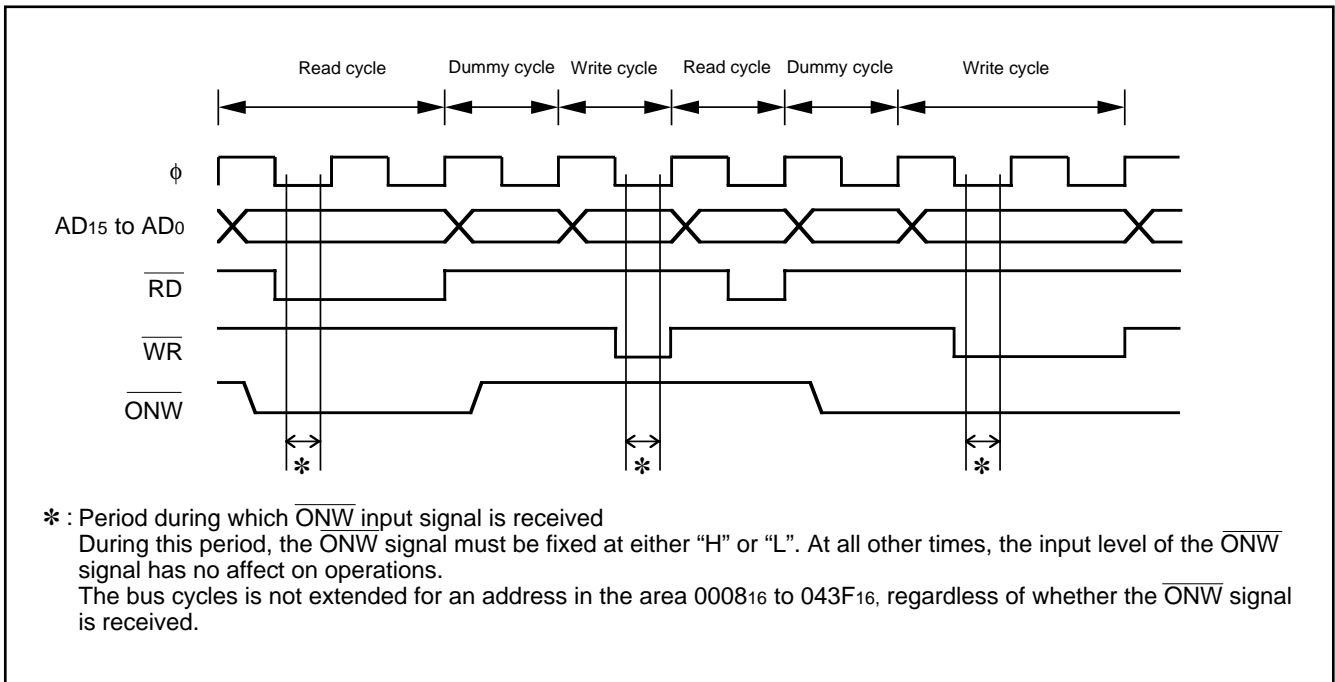 Read cycle Dummy cycle Write cycle Read cycle Dummy cycle Write cycle
ϕ
AD15 to AD0
RD
WR
ONW
✽ ✽ ✽
✽ : Period during which ONW input signal is received
During this period, the ONW signal must be fixed at either “H” or “L”. At all other times, the input level of the ONW
signal has no affect on operations.
The bus cycles is not extended for an address in the area 000816 to 043F16, regardless of whether the ONW signal
is received.